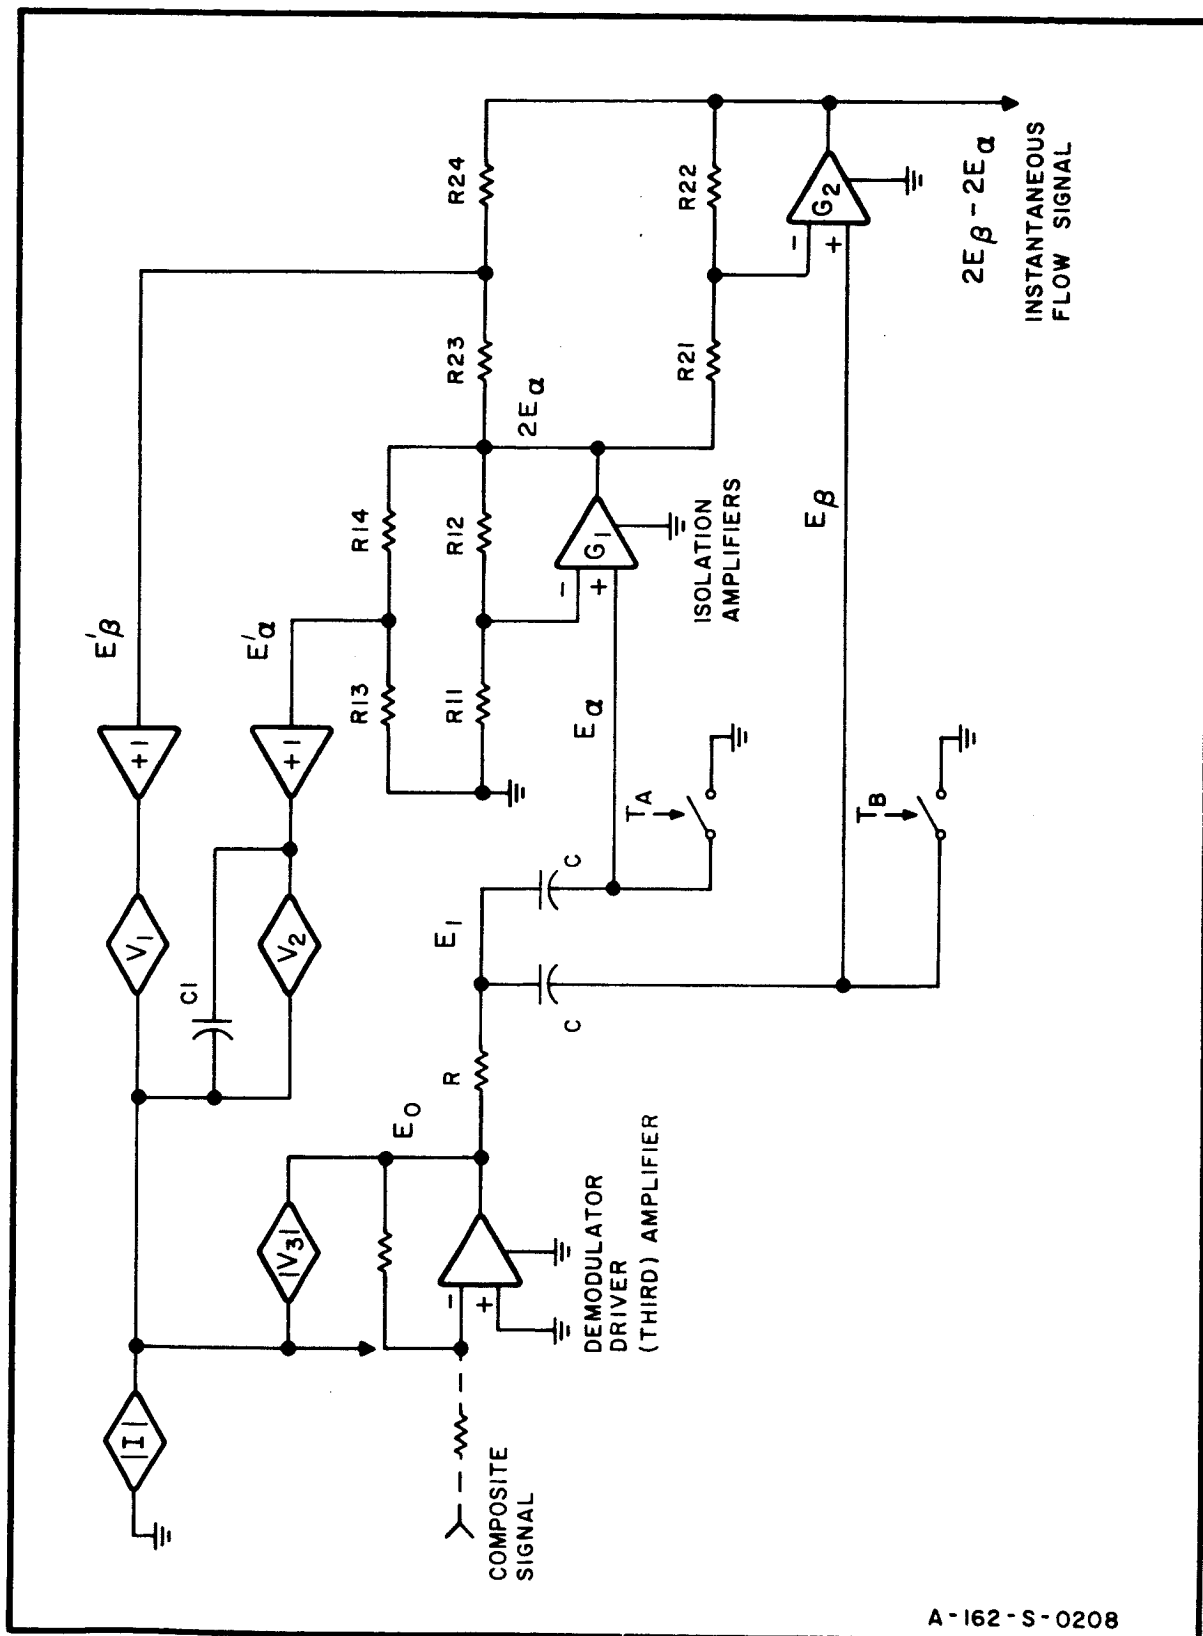 E'β
E'α
+1
+1
V1
V2
C1
|I|
|V3|
E0
R
E1
C
C
R13
R14
R11
R12
R23
R24
2Eα
R21
R22
G1
-
+
G2
-
+
ISOLATION
AMPLIFIERS
Eα
Eβ
TA
TB
-
+
DEMODULATOR
DRIVER
(THIRD) AMPLIFIER
COMPOSITE
SIGNAL
2Eβ-2Eα
INSTANTANEOUS
FLOW SIGNAL
A-162-S-0208